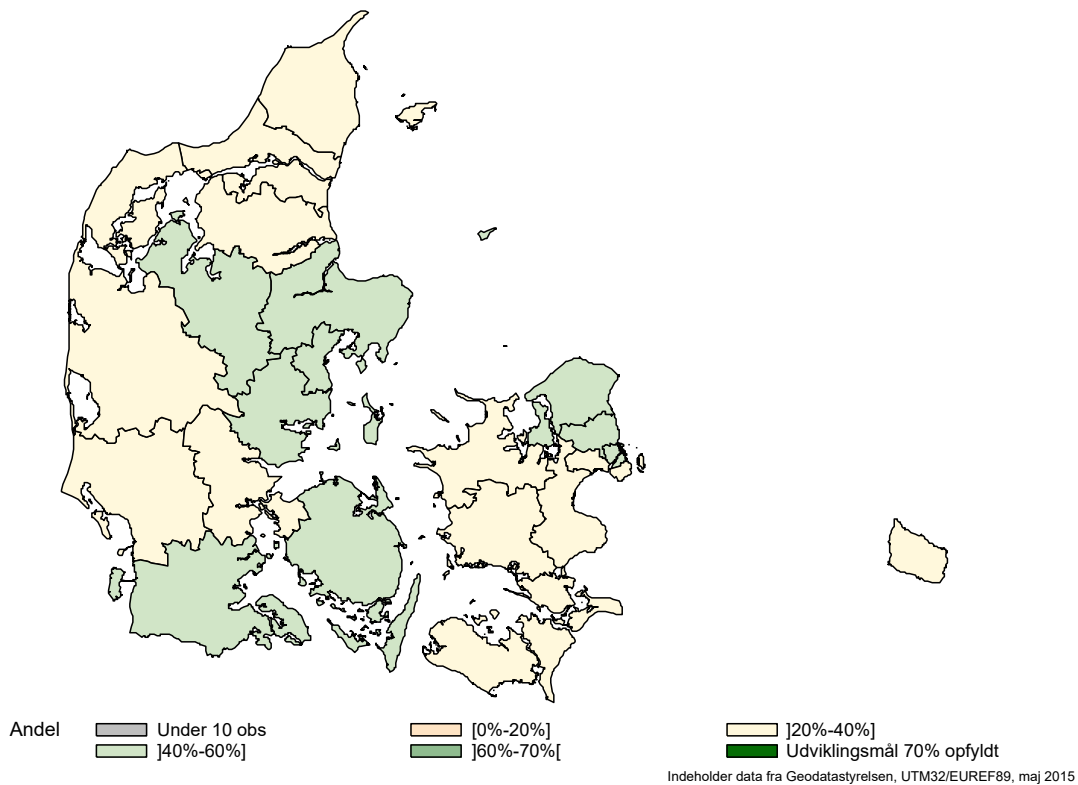 Andel Under 10 obs [0%-20%] ]20%-40%]
]40%-60%] ]60%-70%[ Udviklingsmål 70% opfyldt
Indeholder data fra Geodatastyrelsen, UTM32/EUREF89, maj 2015